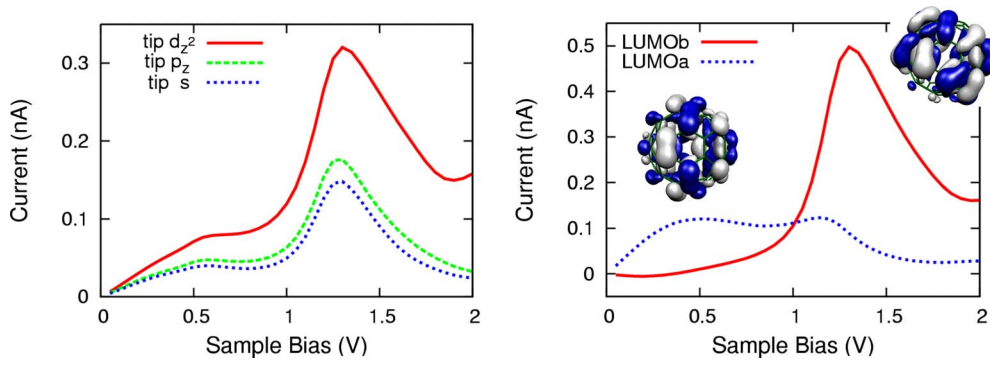 tip d_z²
tip p_z
tip s
Current (nA)
0.3
0.2
0.1
0
0
0.5
1
1.5
2
Sample Bias (V)
LUMOb
LUMOa
Current (nA)
0.5
0.4
0.3
0.2
0.1
0
0
0.5
1
1.5
2
Sample Bias (V)